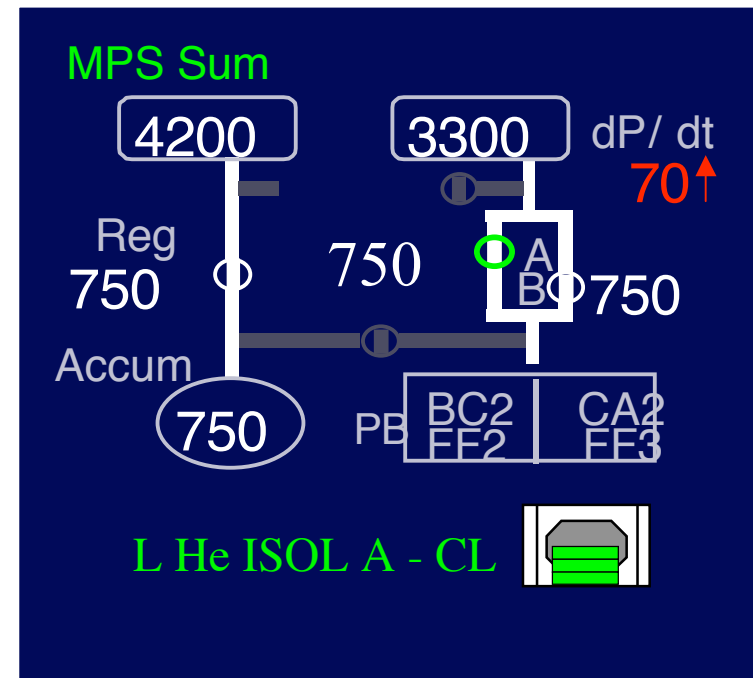 MPS Sum
4200 3300 dP/ dt
70↑
Reg
750 750 A
B 750
Accum
750 PB BC2 CA2
FF2 FF3
L He ISOL A - CL